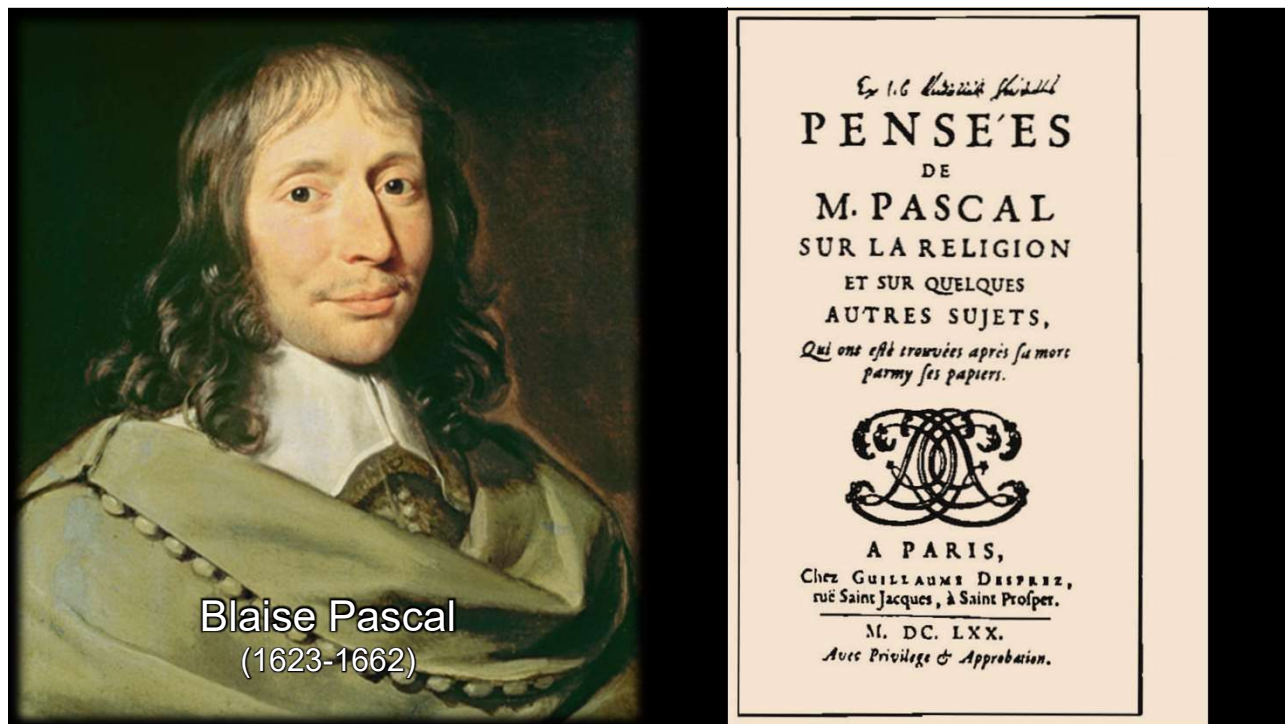 Blaise Pascal
(1623-1662)
PENSE'ES
DE
M. PASCAL
SUR LA RELIGION
ET SUR QUELQUES
AUTRES SUJETS,
Qui ont eſté trouvées aprés ſa mort
parmy ſes papiers.
A PARIS,
Chez GUILLAUME DESPREZ,
ruë Saint Jacques, à Saint Proſper.
M. DC. LXX.
Avec Privilege & Approbation.